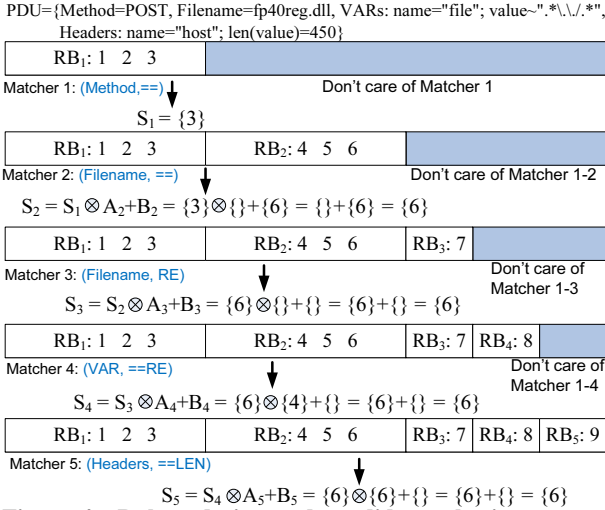 PDU={Method=POST, Filename=fp40reg.dll, VARs: name="file"; value~".*\.\./.*",
Headers: name="host"; len(value)=450}
RB₁: 1 2 3
Matcher 1: (Method,==)
Don't care of Matcher 1
S₁ = {3}
RB₁: 1 2 3 RB₂: 4 5 6
Matcher 2: (Filename, ==)
Don't care of Matcher 1-2
S₂ = S₁ ⊗ A₂+B₂ = {3}⊗{}+{6} = {}+{6} = {6}
RB₁: 1 2 3 RB₂: 4 5 6 RB₃: 7
Matcher 3: (Filename, RE)
Don't care of
Matcher 1-3
S₃ = S₂ ⊗ A₃+B₃ = {6}⊗{}+{} = {6}+{} = {6}
RB₁: 1 2 3 RB₂: 4 5 6 RB₃: 7 RB₄: 8
Matcher 4: (VAR, ==RE)
Don't care of
Matcher 1-4
S₄ = S₃ ⊗A₄+B₄ = {6}⊗{4}+{} = {6}+{} = {6}
RB₁: 1 2 3 RB₂: 4 5 6 RB₃: 7 RB₄: 8 RB₅: 9
Matcher 5: (Headers, ==LEN)
S₅ = S₄ ⊗A₅+B₅ = {6}⊗{6}+{} = {6}+{} = {6}